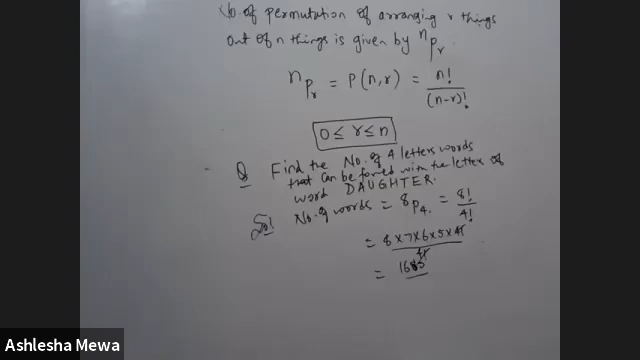 No of permutation of arranging r things
out of n things is given by nPr.
nPr = P(n,r) = n!/(n-r)!
0 ≤ r ≤ n
Q Find the No. of 4 letters words
that can be formed with the letter of
word DAUGHTER.
Sol! No. of words = 8P4. = 8!/4!
= 8×7×6×5×4!/4!
=
Ashlesha Mewa